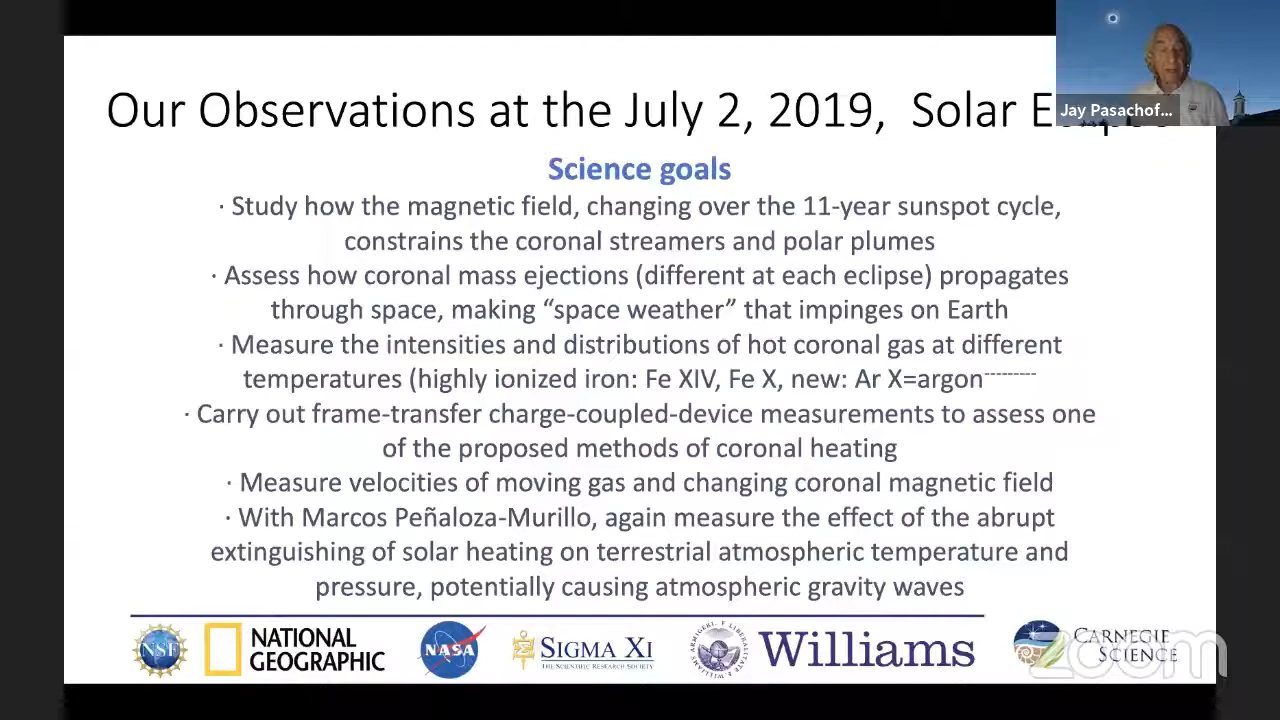 Our Observations at the July 2, 2019, Solar
Jay Pasachof...
Science goals
· Study how the magnetic field, changing over the 11-year sunspot cycle,
constrains the coronal streamers and polar plumes
· Assess how coronal mass ejections (different at each eclipse) propagates
through space, making “space weather” that impinges on Earth
· Measure the intensities and distributions of hot coronal gas at different
temperatures (highly ionized iron: Fe XIV, Fe X, new: Ar X=argon---------
· Carry out frame-transfer charge-coupled-device measurements to assess one
of the proposed methods of coronal heating
· Measure velocities of moving gas and changing coronal magnetic field
· With Marcos Peñaloza-Murillo, again measure the effect of the abrupt
extinguishing of solar heating on terrestrial atmospheric temperature and
pressure, potentially causing atmospheric gravity waves
NSF
NATIONAL
GEOGRAPHIC
NASA
SIGMA XI
THE SCIENTIFIC RESEARCH SOCIETY
Williams
CARNEGIE
SCIENCE
zoom